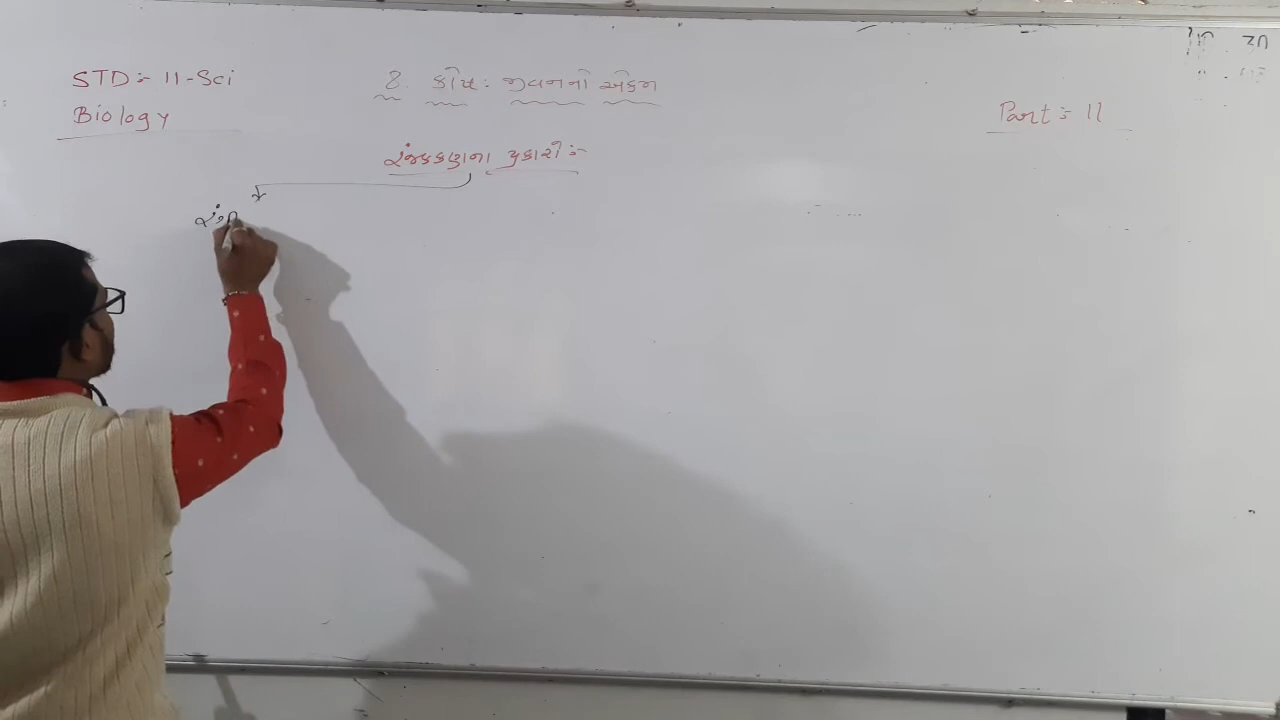 STD :- 11-Sci
Biology
8. કોષ : જીવનનો એકમ
Part :- 11
રંજકકણના પ્રકારો :-